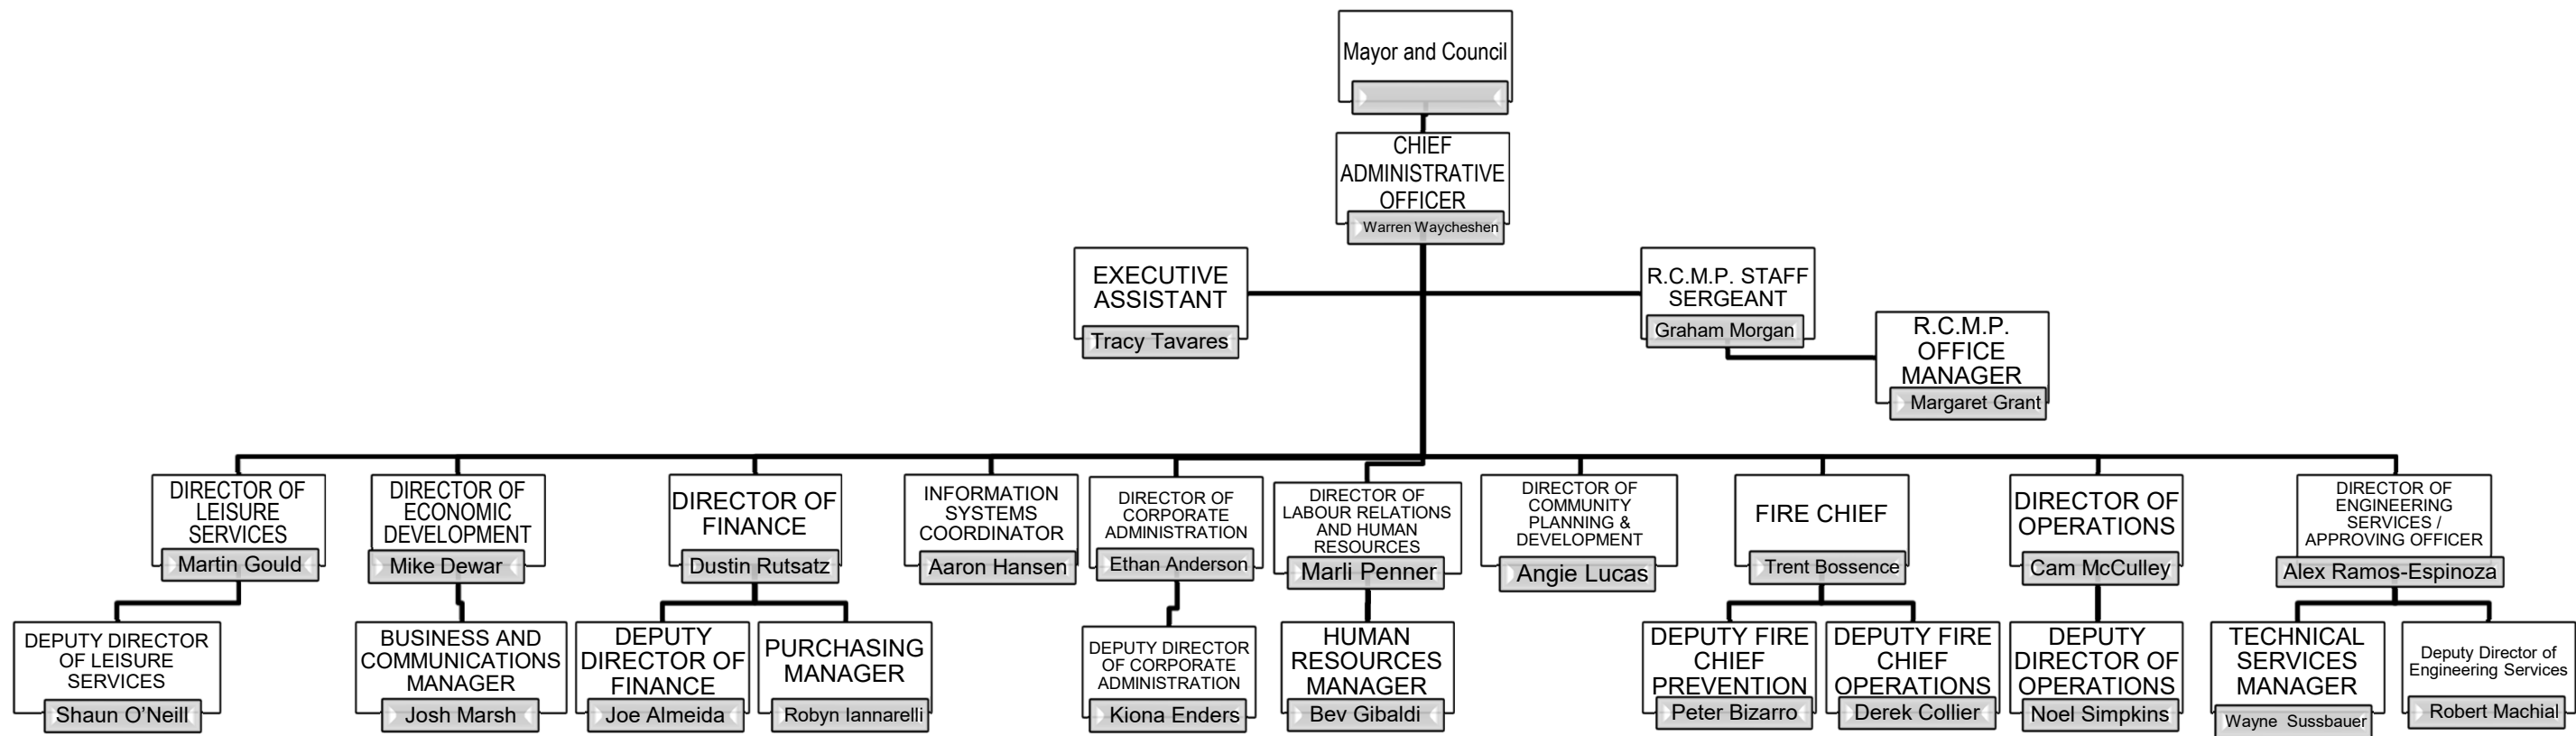 Mayor and Council
CHIEF
ADMINISTRATIVE
OFFICER
Warren Waycheshen
EXECUTIVE
ASSISTANT
Tracy Tavares
R.C.M.P. STAFF
SERGEANT
Graham Morgan
R.C.M.P.
OFFICE
MANAGER
Margaret Grant
DIRECTOR OF
LEISURE
SERVICES
Martin Gould
DIRECTOR OF
ECONOMIC
DEVELOPMENT
Mike Dewar
DIRECTOR OF
FINANCE
Dustin Rutsatz
INFORMATION
SYSTEMS
COORDINATOR
Aaron Hansen
DIRECTOR OF
CORPORATE
ADMINISTRATION
Ethan Anderson
DIRECTOR OF
LABOUR RELATIONS
AND HUMAN
RESOURCES
Marli Penner
DIRECTOR OF
COMMUNITY
PLANNING &
DEVELOPMENT
Angie Lucas
FIRE CHIEF
Trent Bossence
DIRECTOR OF
OPERATIONS
Cam McCulley
DIRECTOR OF
ENGINEERING
SERVICES /
APPROVING OFFICER
Alex Ramos-Espinoza
DEPUTY DIRECTOR
OF LEISURE
SERVICES
Shaun O’Neill
BUSINESS AND
COMMUNICATIONS
MANAGER
Josh Marsh
DEPUTY
DIRECTOR OF
FINANCE
Joe Almeida
PURCHASING
MANAGER
Robyn Iannarelli
DEPUTY DIRECTOR
OF CORPORATE
ADMINISTRATION
Kiona Enders
HUMAN
RESOURCES
MANAGER
Bev Gibaldi
DEPUTY FIRE
CHIEF
PREVENTION
Peter Bizarro
DEPUTY FIRE
CHIEF
OPERATIONS
Derek Collier
DEPUTY
DIRECTOR OF
OPERATIONS
Noel Simpkins
TECHNICAL
SERVICES
MANAGER
Wayne Sussbauer
Deputy Director of
Engineering Services
Robert Machial